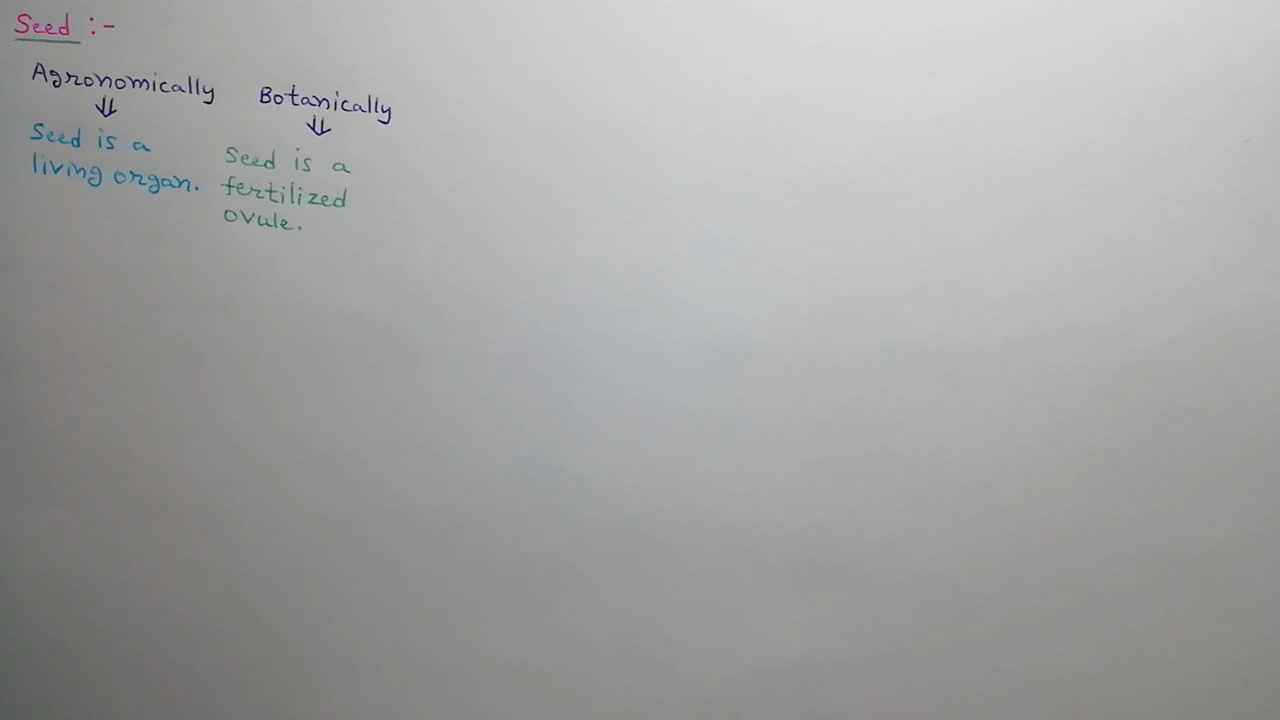 Seed :-
Agronomically
⇓
Seed is a
living organ.
Botanically
⇓
Seed is a
fertilized
ovule.